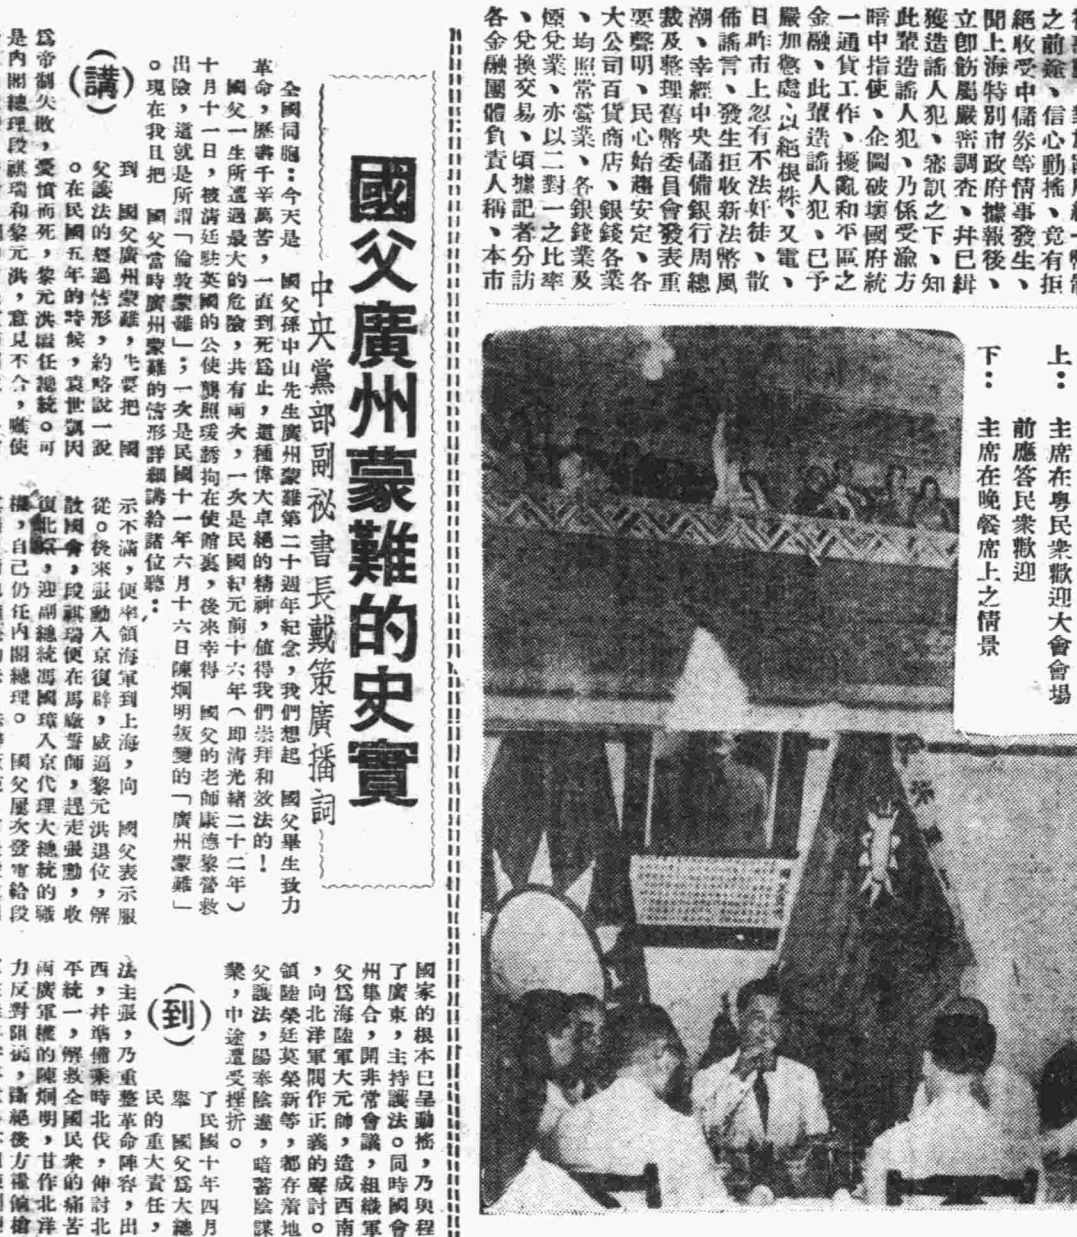 之前途、信心動搖、竟有拒
絕收受中儲券等情事發生、
聞上海特別市政府據報後、
立卽飭屬嚴密調查、幷已緝
獲造謠人犯、審訊之下、知
此輩造謠人犯、乃係受渝方
暗中指使、企圖破壞國府統
一通貨工作、擾亂和平區之
金融、此輩造謠人犯、已予
嚴加懲處、以絕根株、又電、
日昨市上忽有不法奸徒、散
佈謠言、發生拒收新法幣風
潮、幸經中央儲備銀行周總
裁及整理舊幣委員會發表重
要聲明、民心始趨安定、各
大公司百貨商店、銀錢各業
、均照常營業、各銀錢業及
煙兌業、亦以二對一之比率
、兌換交易、頃據記者分訪
各金融團體負責人稱、本市
上：主席在粵民衆歡迎大會會場
前應答民衆歡迎
下：主席在晚餐席上之情景
國父廣州蒙難的史實
中央黨部副祕書長戴策廣播詞
全國同胞：今天是　國父孫中山先生廣州蒙難第二十週年紀念，我們想起　國父畢生致力
革命，歷審千辛萬苦，一直到死爲止，這種偉大卓絕的精神，値得我們崇拜和效法的！
國父一生所遭過最大的危險，共有兩次，一次是民國紀元前十六年（卽清光緒二十二年）
十月十一日，被清廷駐英國的公使龔照瑗誘拘在使館裏，後來幸得　國父的老師康德黎營救
出險，這就是所謂「倫敦蒙難」；一次是民國十一年六月十六日陳烱明叛變的「廣州蒙難」
。現在我且把　國父當時廣州蒙難的情形詳細講給諸位聽：
（講）
到　國父廣州蒙難，先要把　國
父護法的經過情形，約略說一說
。在民國五年的時候，袁世凱因
爲帝制失敗，憂憤而死，黎元洪繼任總統。可
是內閣總理段祺瑞和黎元洪，意見不合，嗾使
示不滿，便率領海軍到上海，向　國父表示服
從。後來張勳入京復辟，威逼黎元洪退位，解
散國會，段祺瑞便在馬廠誓師，趕走張勳，收
復北京，迎副總統馮國璋入京代理大總統的職
權，自己仍任內閣總理。　國父屢次發電給段
國家的根本已呈動搖，乃與程
了廣東，主持護法。同時國會
州集合，開非常會議，組織軍
父爲海陸軍大元帥，造成西南
，向北洋軍閥作正義的聲討。
領陸榮廷莫榮新等，都存着地
父護法，陽奉陰違，暗蓄陰謀
業，中途遭受挫折。
（到）
了民國十年四月
舉　國父爲大總
民的重大責任，
法主張，乃重整革命陣容，出
西，幷準備乘時北伐，伸討北
平統一，解救全國民衆的痛苦
兩廣軍權的陳烱明，甘作北洋
力反對阻撓，斷絕後方糧餉槍